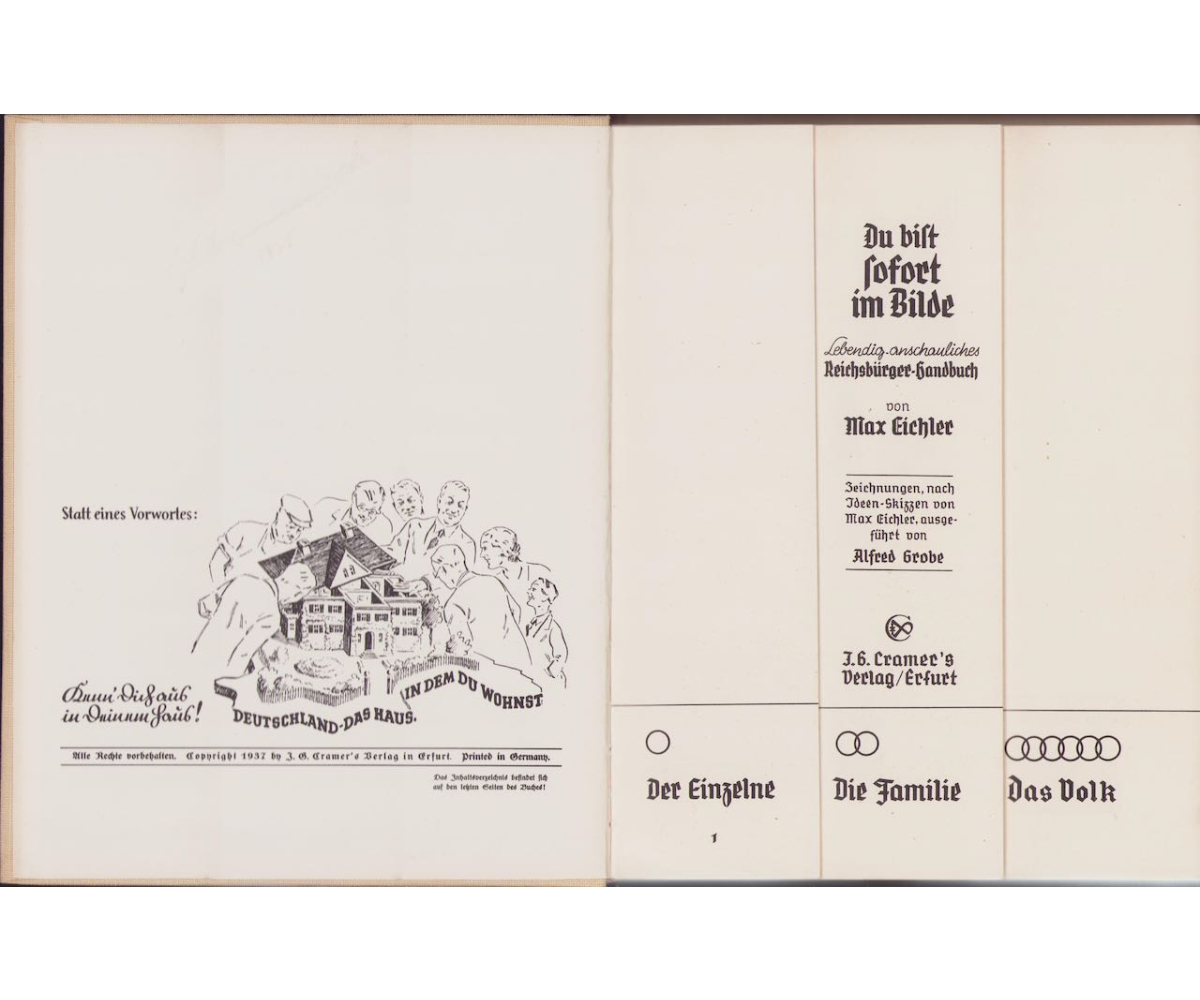 Statt eines Vorwortes:
Kenn' Dich aus
in Deinem Haus!
DEUTSCHLAND-DAS HAUS,
IN DEM DU WOHNST
Alle Rechte vorbehalten. Copyright 1937 by J. G. Cramer's Verlag in Erfurt. Printed in Germany.
Das Inhaltsverzeichnis befindet sich
auf den letzten Seiten des Buches!
Du bist
sofort
im Bilde
Lebendig-anschauliches
Reichsbürger-Handbuch
von
Max Eichler
Zeichnungen, nach
Ideen-Skizzen von
Max Eichler, ausge-
führt von
Alfred Grobe
J. G. Cramer's
Verlag/Erfurt
Der Einzelne
1
Die Familie
Das Volk